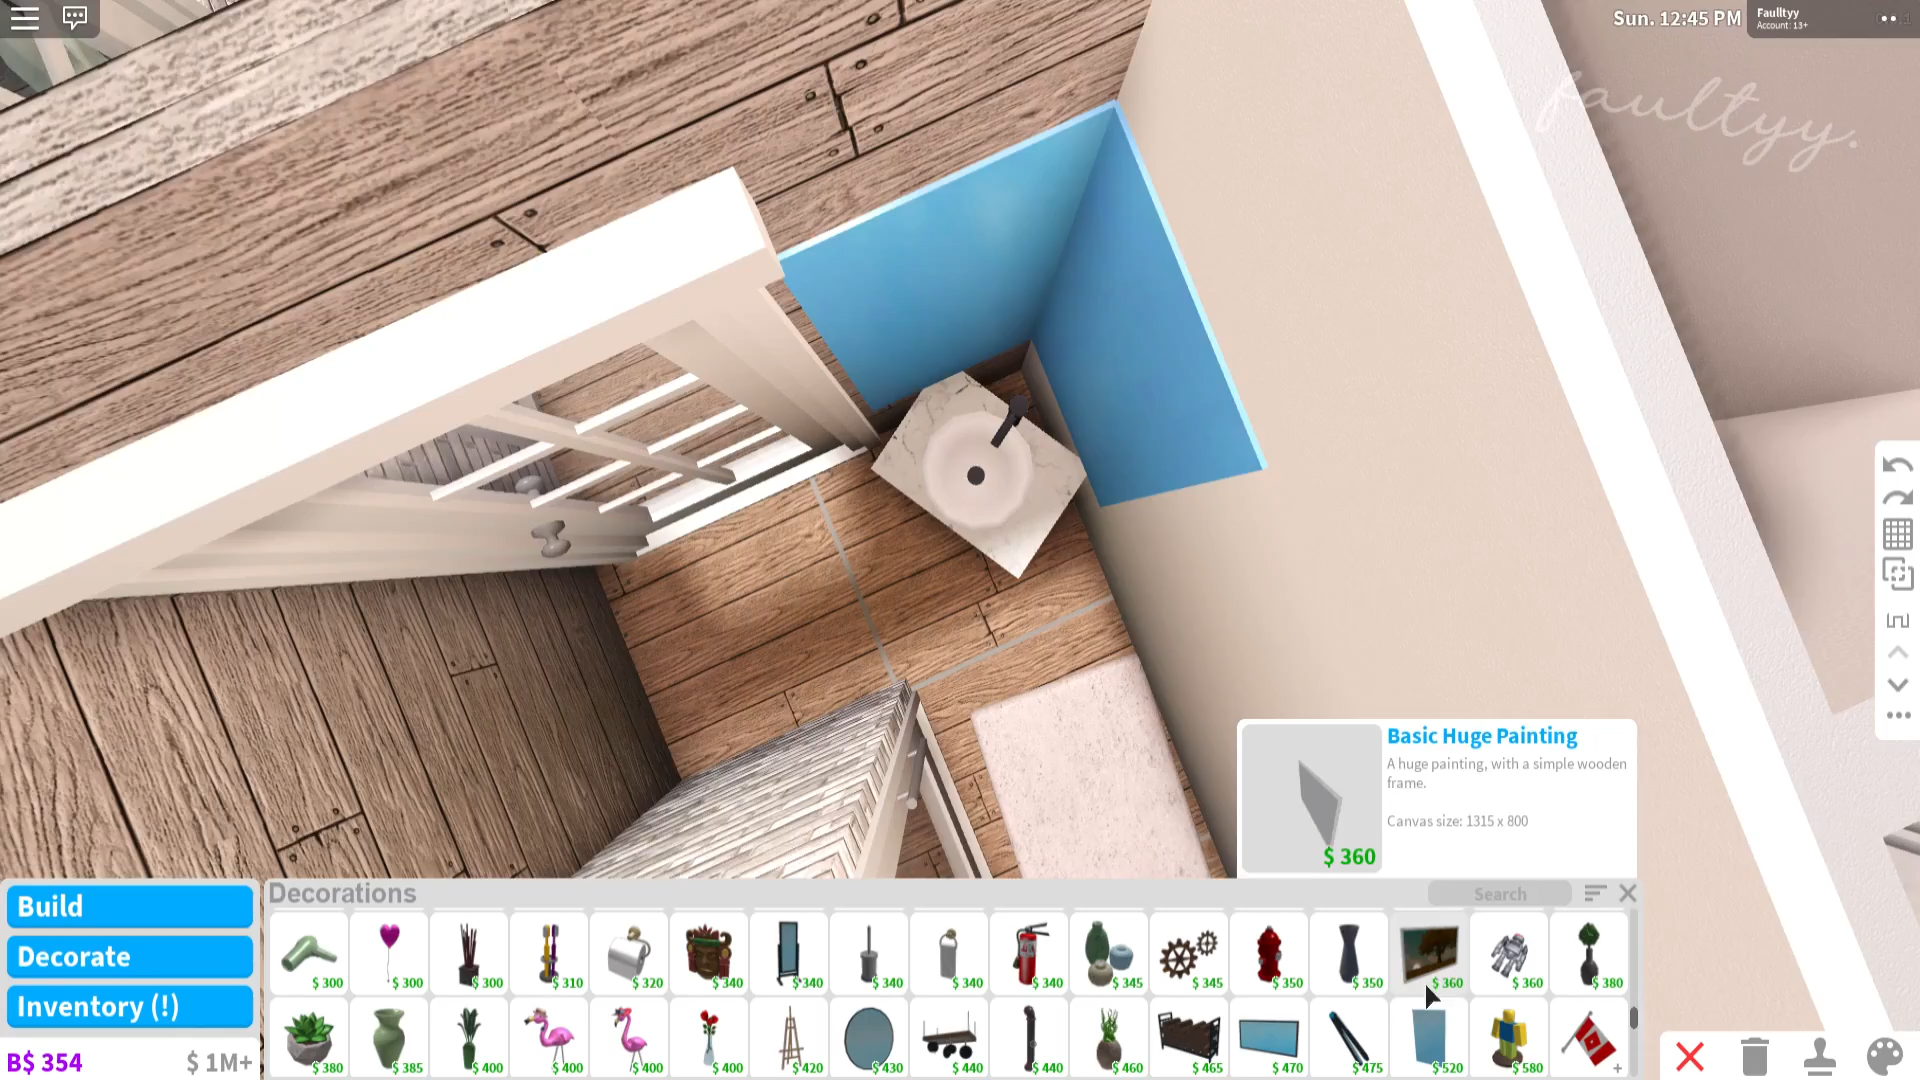 Sun. 12:45 PM
Faulltyy
Account: 13+
faultyy.
Basic Huge Painting
A huge painting, with a simple wooden
frame.
Canvas size: 1315 x 800
$ 360
Build
Decorate
Inventory (!)
B$ 354
$ 1M+
Decorations
Search
$ 300
$ 300
$ 300
$ 310
$ 320
$ 340
$ 340
$ 340
$ 340
$ 340
$ 345
$ 345
$ 350
$ 350
$ 360
$ 360
$ 380
$ 380
$ 385
$ 400
$ 400
$ 400
$ 400
$ 420
$ 430
$ 440
$ 440
$ 460
$ 465
$ 470
$ 475
$ 520
$ 580
+